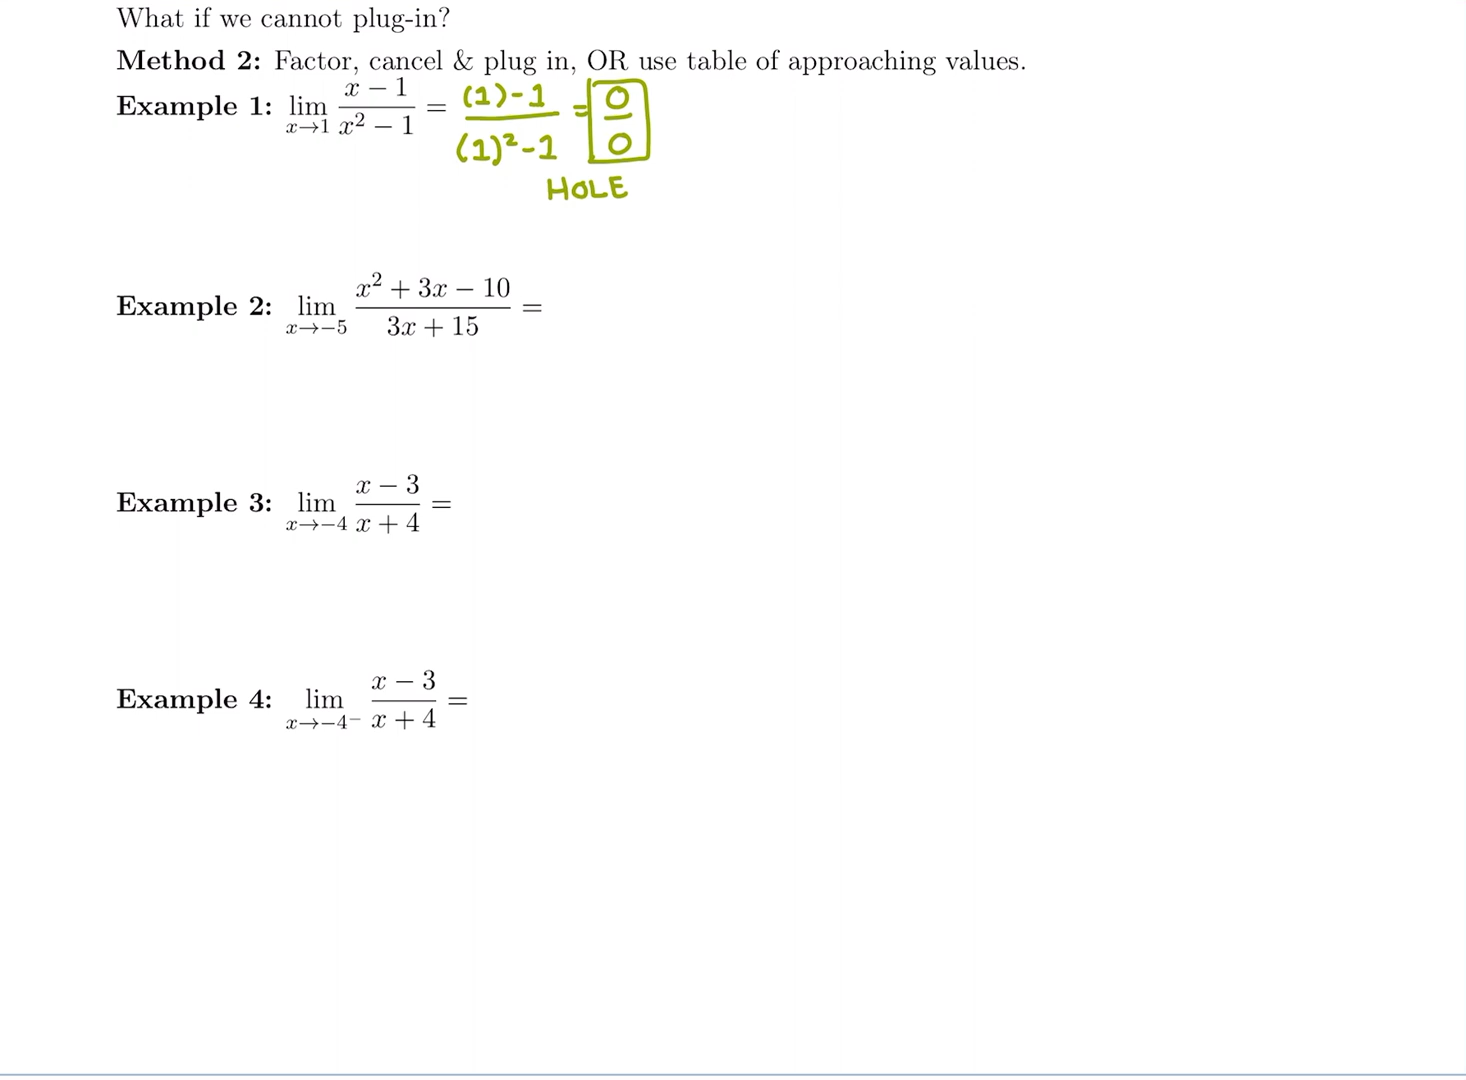 What if we cannot plug-in?
Method 2: Factor, cancel & plug in, OR use table of approaching values.
Example 1: lim x→1 (x − 1)/(x² − 1) = ((1)-1)/((1)²-1) = 0/0
HOLE
Example 2: lim x→−5 (x² + 3x − 10)/(3x + 15) =
Example 3: lim x→−4 (x − 3)/(x + 4) =
Example 4: lim x→−4⁻ (x − 3)/(x + 4) =